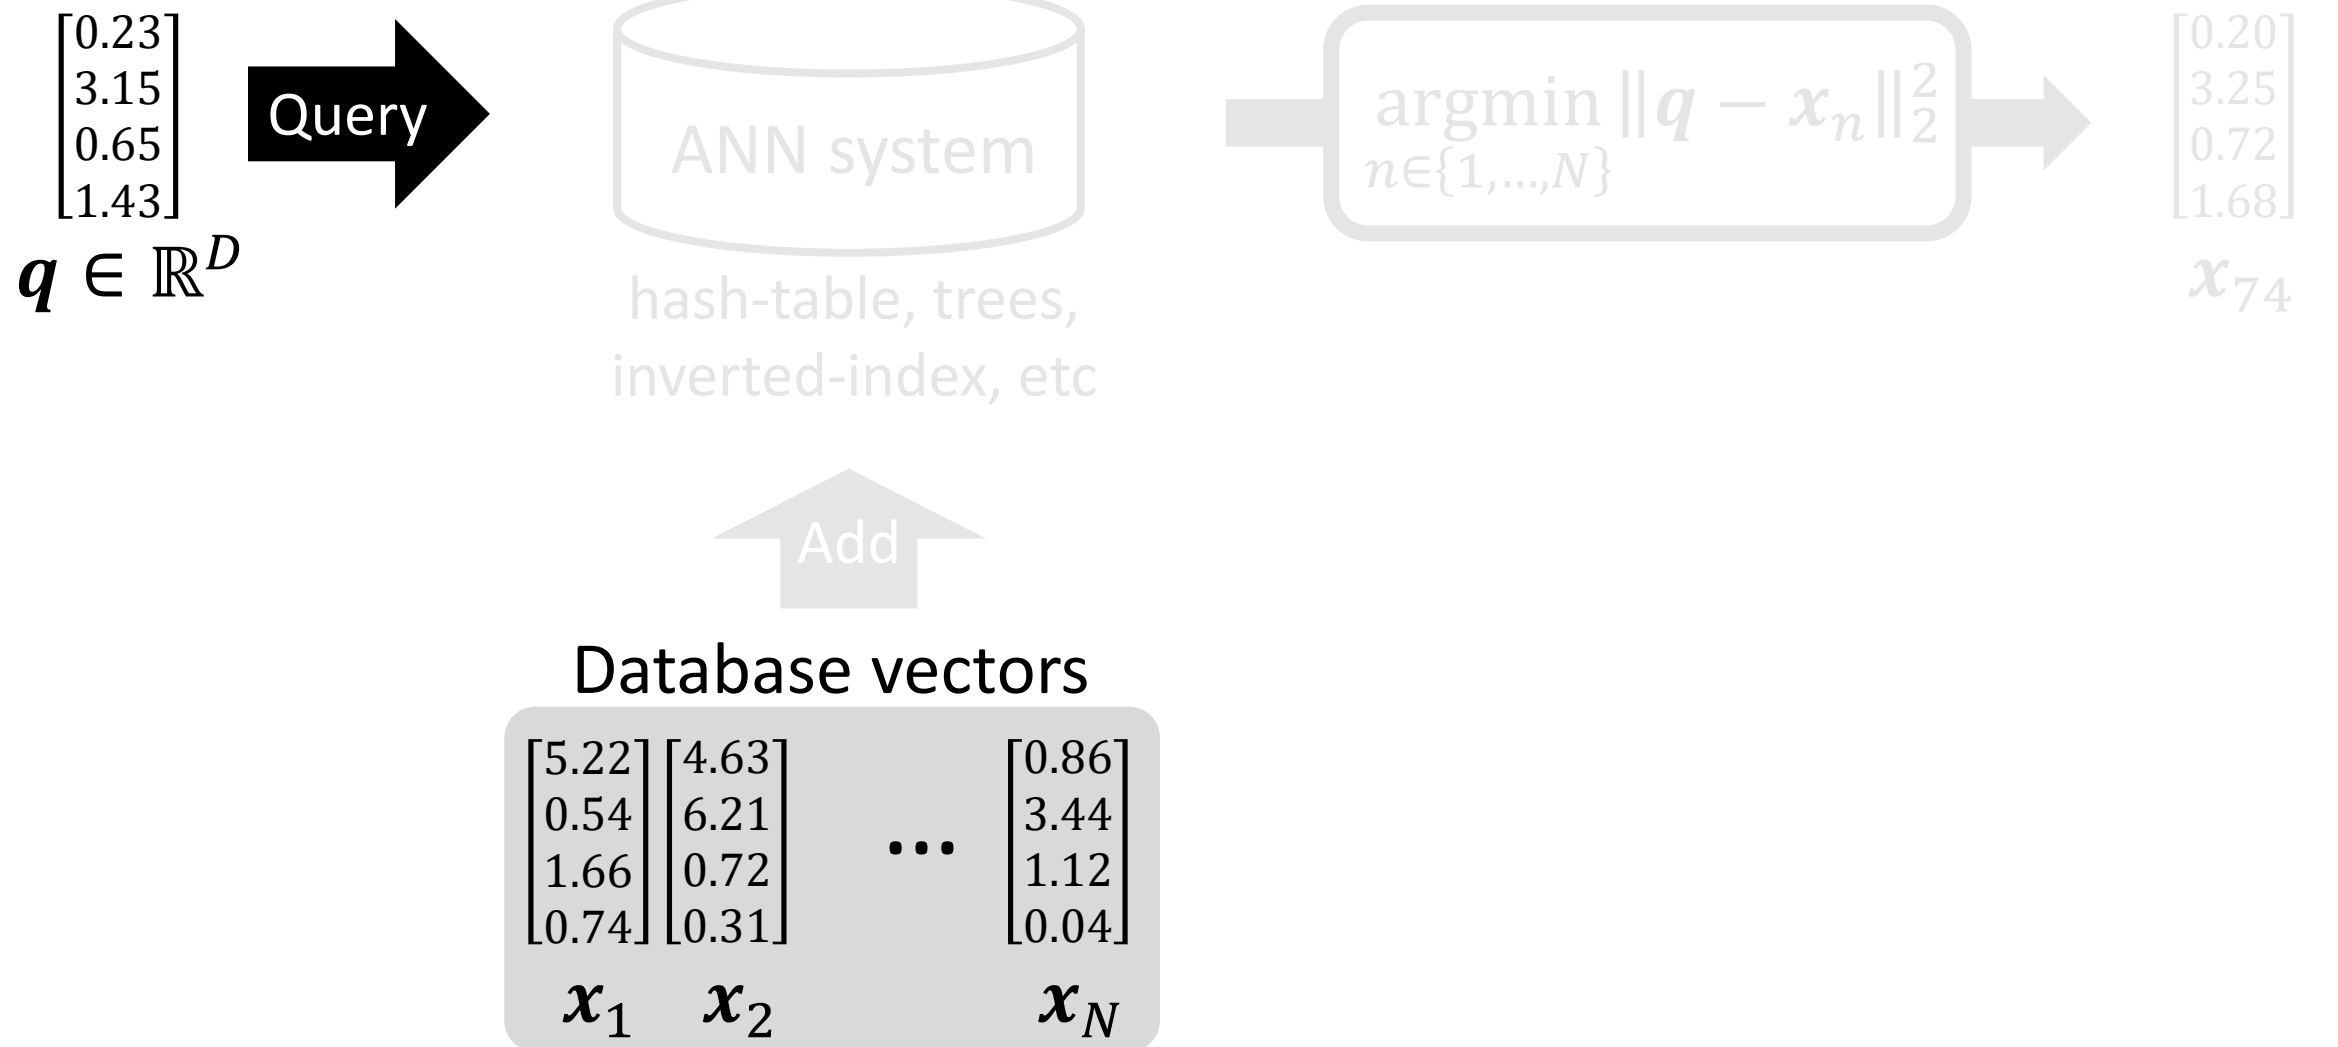 0.23
3.15
0.65
1.43
q ∈ ℝ^D
Query
ANN system
hash-table, trees,
inverted-index, etc
argmin ‖q − x_n‖_2^2
n∈{1,…,N}
0.20
3.25
0.72
1.68
x_74
Add
Database vectors
5.22 4.63 0.86
0.54 6.21 3.44
1.66 0.72 … 1.12
0.74 0.31 0.04
x_1 x_2 x_N